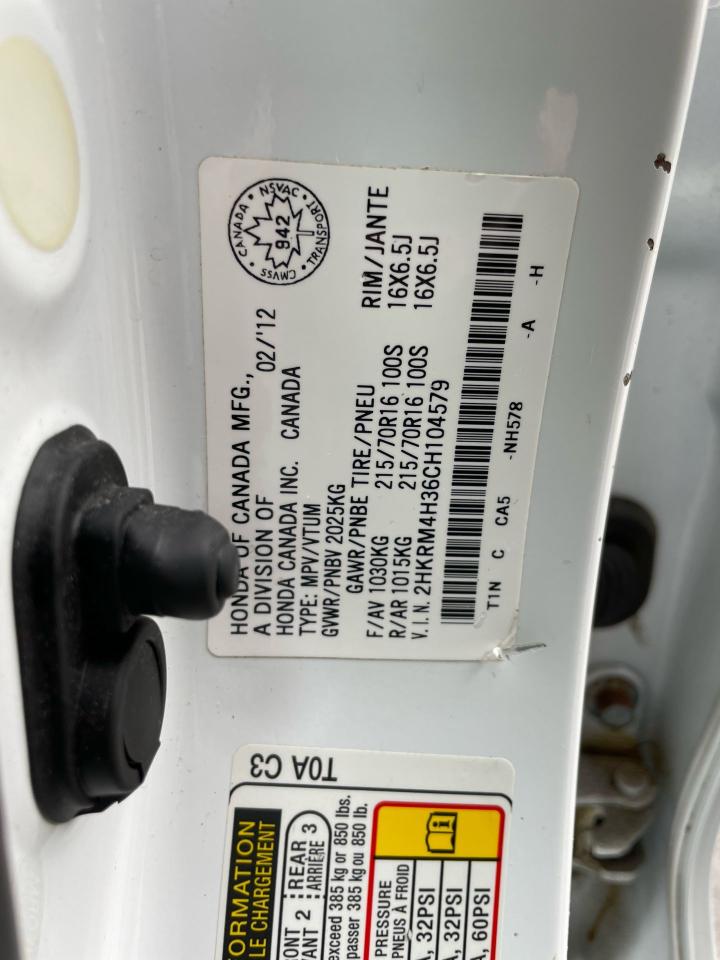 HONDA OF CANADA MFG.,
A DIVISION OF 02/'12
HONDA CANADA INC. CANADA
TYPE: MPV/VTUM
GVWR/PNBV 2025KG
GAWR/PNBE TIRE/PNEU RIM/JANTE
F/AV 1030KG 215/70R16 100S 16X6.5J
R/AR 1015KG 215/70R16 100S 16X6.5J
V.I.N. 2HKRM4H36CH104579
T1N C CA5 -NH578 -A -H
CANADA · NSVAC · TRANSPORT · CMVSS ·
942
T0A C3
ORMATION
LE CHARGEMENT
ONT 2 REAR 3
VANT 2 ARRIÈRE 3
exceed 385 kg or 850 lbs.
passer 385 kg ou 850 lb.
PRESSURE
PNEUS À FROID
A, 32PSI
A, 32PSI
A, 60PSI